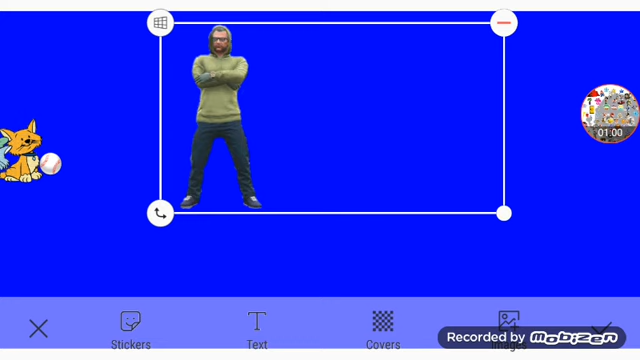 01:00
Stickers
Text
Covers
Images
Recorded by
mobizen